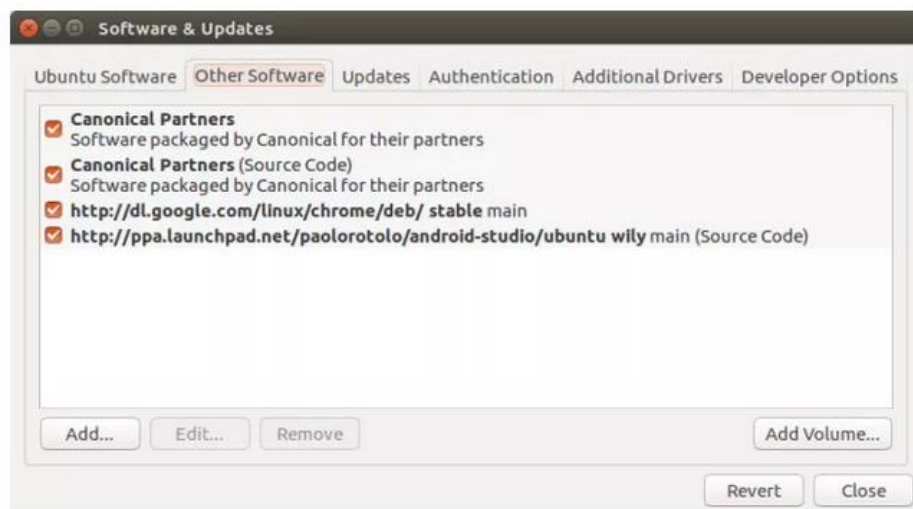 Software & Updates
Ubuntu Software Other Software Updates Authentication Additional Drivers Developer Options
Canonical Partners
Software packaged by Canonical for their partners
Canonical Partners (Source Code)
Software packaged by Canonical for their partners
http://dl.google.com/linux/chrome/deb/ stable main
http://ppa.launchpad.net/paolorotolo/android-studio/ubuntu wily main (Source Code)
Add... Edit... Remove Add Volume...
Revert Close